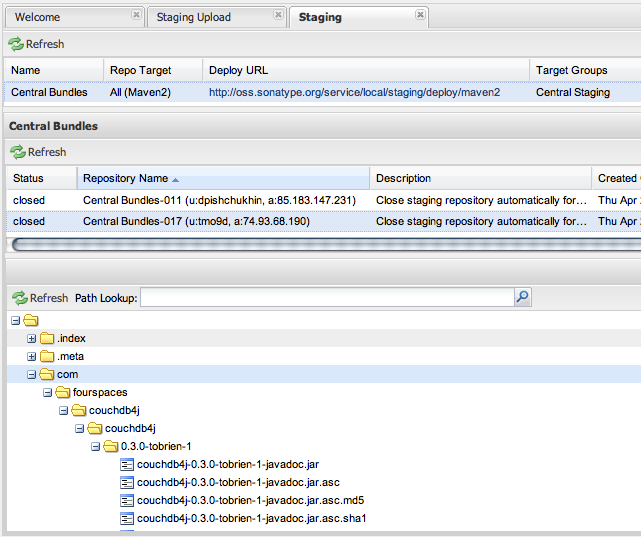 Welcome Staging Upload Staging
Refresh
Name Repo Target Deploy URL Target Groups
Central Bundles All (Maven2) http://oss.sonatype.org/service/local/staging/deploy/maven2 Central Staging
Central Bundles
Refresh
Status Repository Name Description Created
closed Central Bundles-011 (u:dpishchukhin, a:85.183.147.231) Close staging repository automatically for... Thu Apr
closed Central Bundles-017 (u:tmo9d, a:74.93.68.190) Close staging repository automatically for... Thu Apr
Refresh Path Lookup:
.index
.meta
com
fourspaces
couchdb4j
couchdb4j
0.3.0-tobrien-1
couchdb4j-0.3.0-tobrien-1-javadoc.jar
couchdb4j-0.3.0-tobrien-1-javadoc.jar.asc
couchdb4j-0.3.0-tobrien-1-javadoc.jar.asc.md5
couchdb4j-0.3.0-tobrien-1-javadoc.jar.asc.sha1